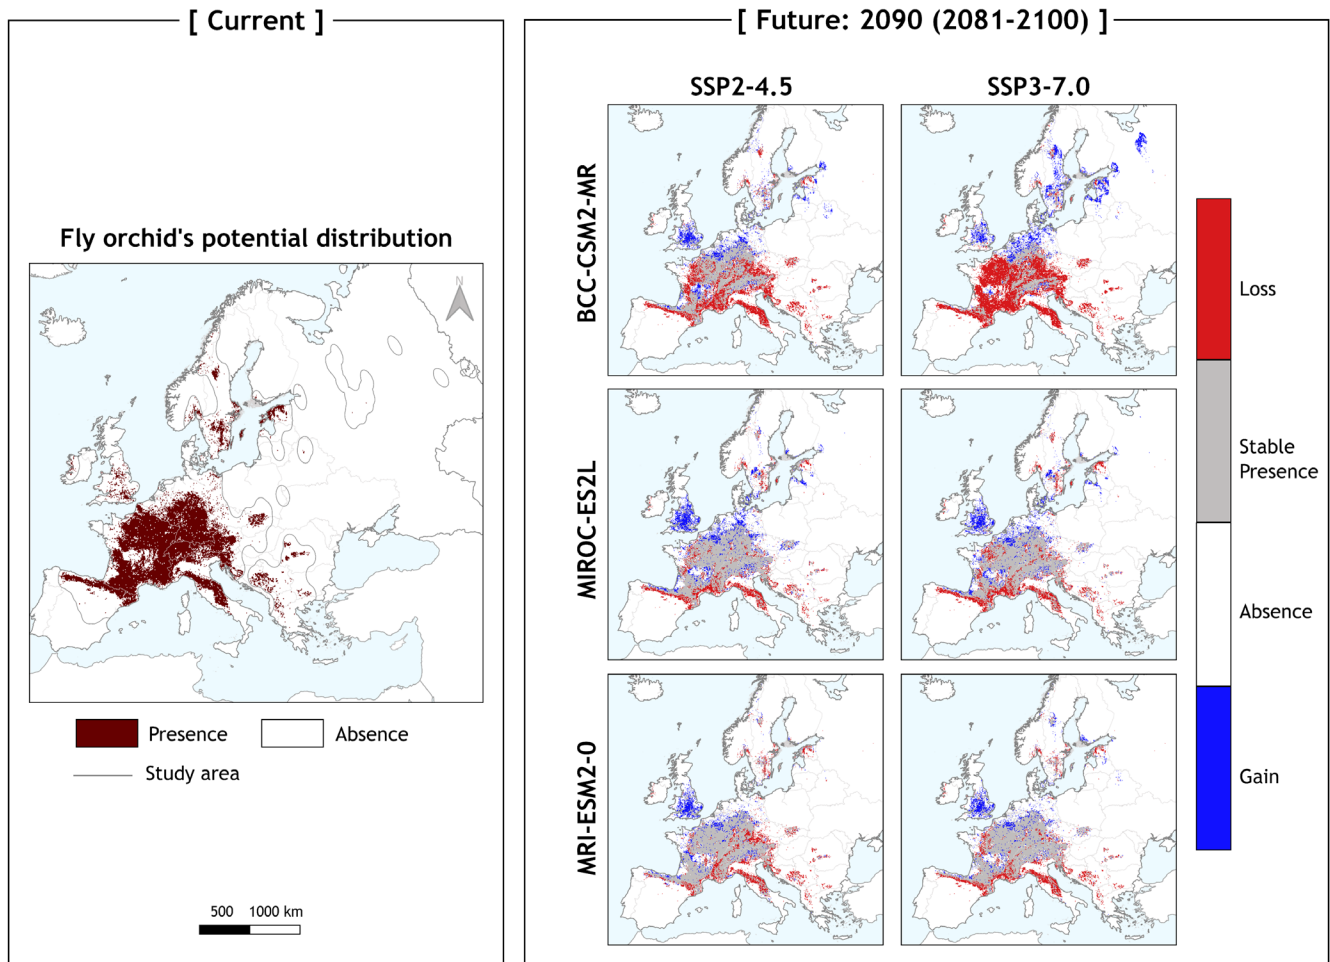 [ Current ]
Fly orchid's potential distribution
N
Presence
Absence
Study area
500 1000 km
[ Future: 2090 (2081-2100) ]
SSP2-4.5
SSP3-7.0
BCC-CSM2-MR
MIROC-ES2L
MRI-ESM2-0
Loss
Stable
Presence
Absence
Gain